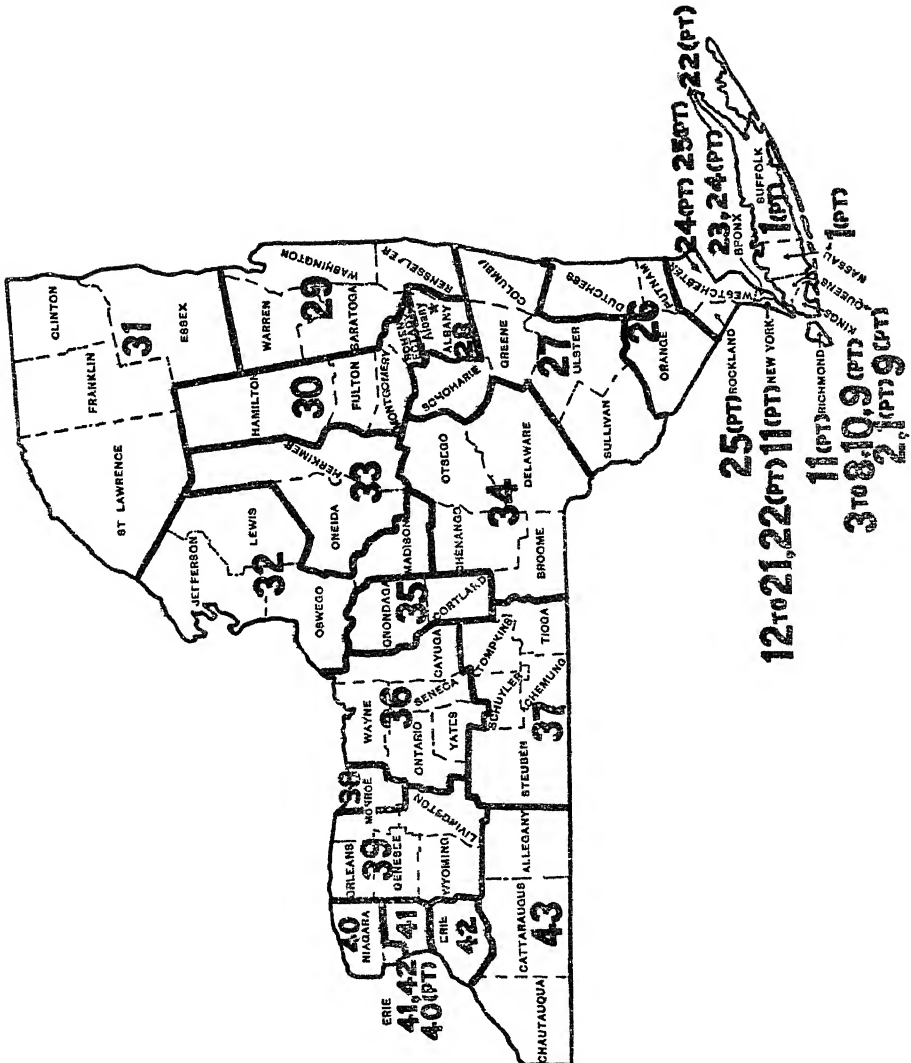 CLINTON
FRANKLIN
31
ESSEX
ST LAWRENCE
JEFFERSON
LEWIS
32
OSWEGO
HAMILTON
30
FULTON
MONTGOMERY
WARREN
29
WASHINGTON
SARATOGA
RENSSELAER
Albany
ALBANY
28
SCHOHARIE
HERKIMER
ONEIDA
33
MADISON
OTSEGO
CHENANGO
34
DELAWARE
BROOME
GREENE
COLUMBIA
27
ULSTER
SULLIVAN
DUTCHESS
PUTNAM
26
ORANGE
ONONDAGA
35
CORTLAND
CAYUGA
WAYNE
36
SENECA
ONTARIO
YATES
TOMPKINS
SCHUYLER
TIOGA
CHEMUNG
STEUBEN
37
38
MONROE
ORLEANS
39
GENESEE
LIVINGSTON
WYOMING
40
NIAGARA
41
ERIE
42
ERIE
41,42
40(PT)
ALLEGANY
CATTARAUGUS
43
CHAUTAUQUA
24(PT) 25(PT) 22(PT)
23,24(PT)
BRONX
WESTCHESTER
SUFFOLK
1(PT)
1(PT)
NASSAU
QUEENS
KINGS
25(PT) ROCKLAND
12 TO 21,22(PT) 11(PT) NEW YORK
11(PT) RICHMOND
3 TO 8,10,9(PT)
2,1(PT) 9